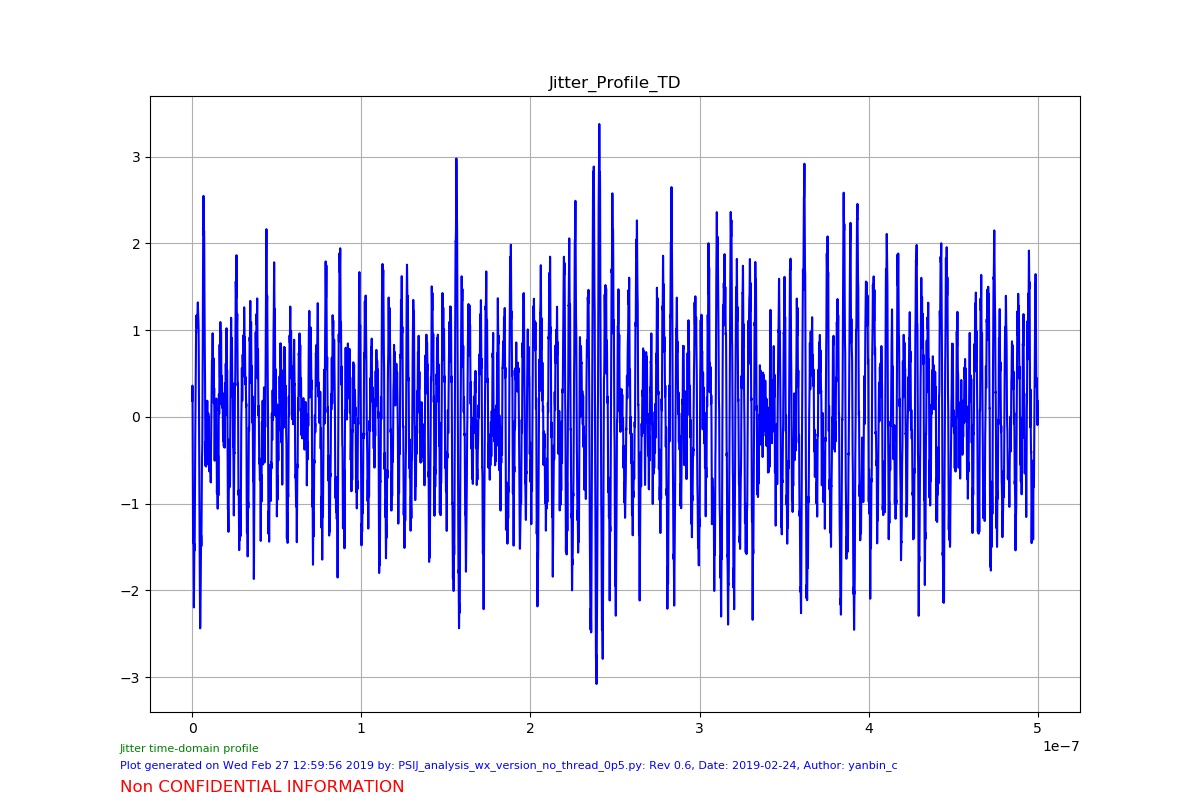 Jitter_Profile_TD
3
2
1
0
−1
−2
−3
0 1 2 3 4 5
1e−7
Jitter time-domain profile
Plot generated on Wed Feb 27 12:59:56 2019 by: PSIJ_analysis_wx_version_no_thread_0p5.py: Rev 0.6, Date: 2019-02-24, Author: yanbin_c
Non CONFIDENTIAL INFORMATION